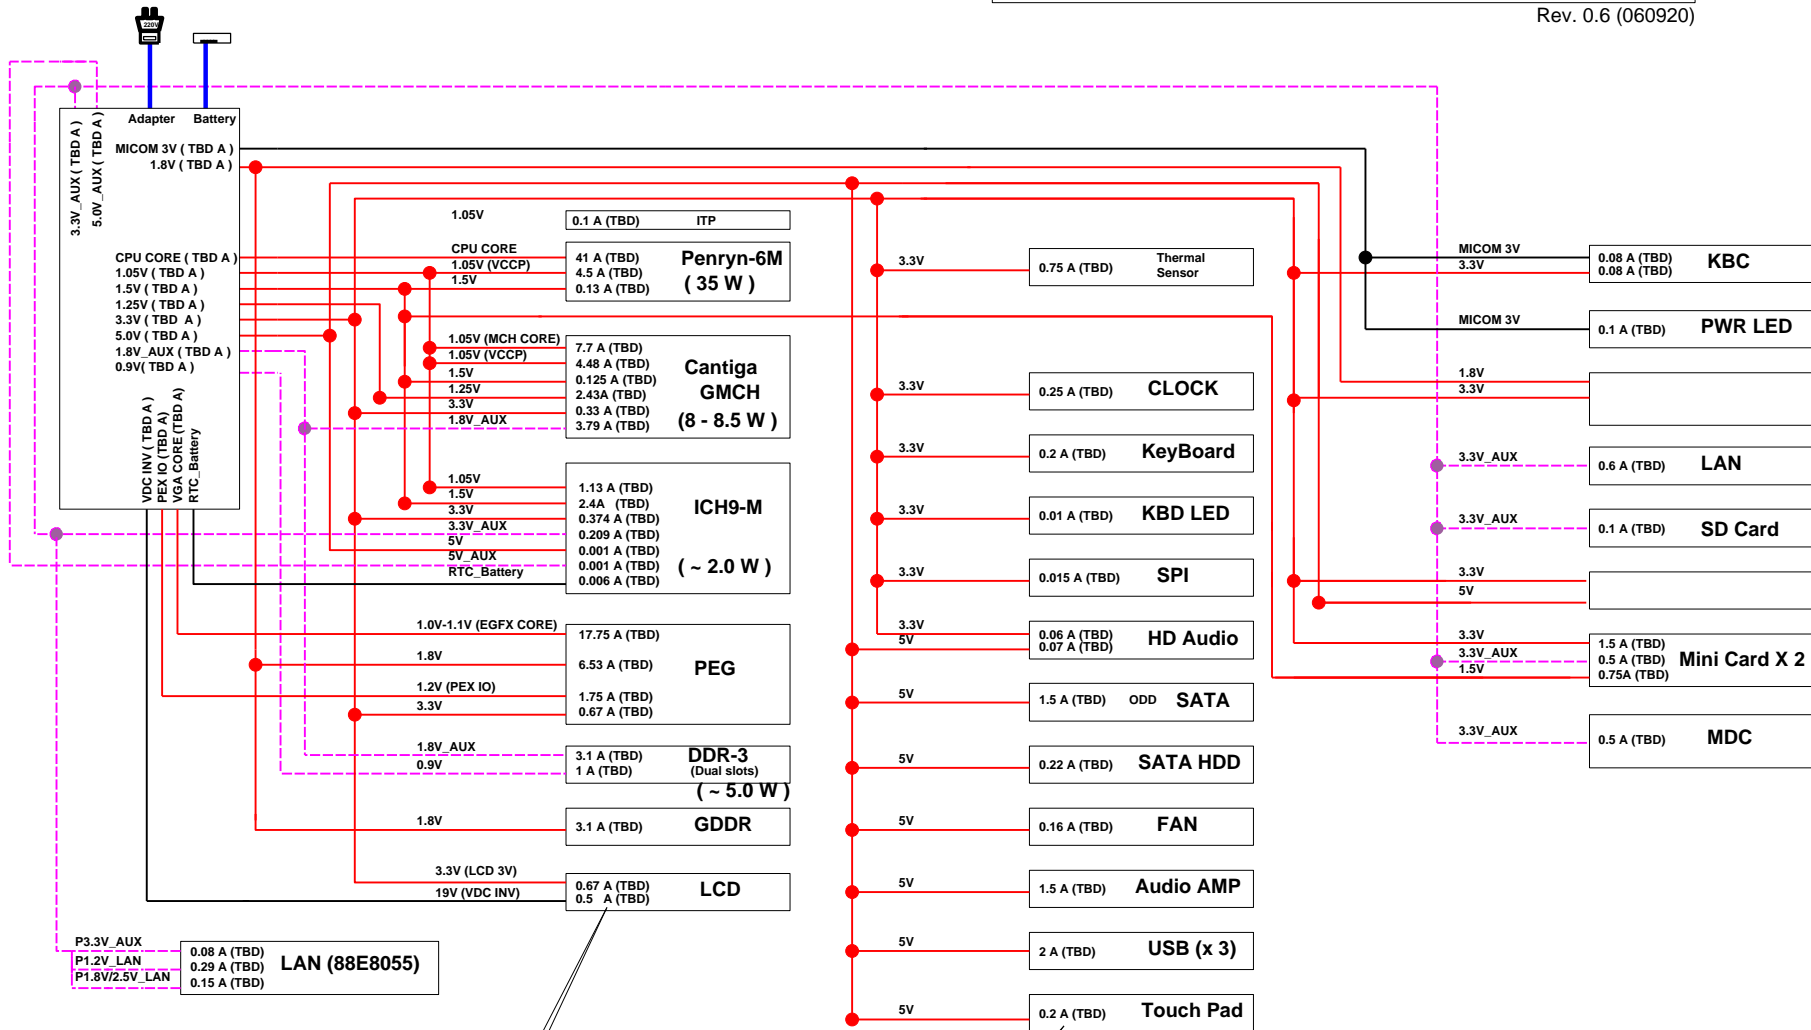 Rev. 0.6 (060920)
220V
Adapter
Battery
3.3V_AUX ( TBD A )
5.0V_AUX ( TBD A )
MICOM 3V ( TBD A )
1.8V ( TBD A )
CPU CORE ( TBD A )
1.05V ( TBD A )
1.5V ( TBD A )
1.25V ( TBD A )
3.3V ( TBD A )
5.0V ( TBD A )
1.8V_AUX ( TBD A )
0.9V( TBD A )
VDC INV ( TBD A )
PEX IO (TBD A)
VGA CORE (TBD A)
RTC_Battery
1.05V
0.1 A (TBD) ITP
CPU CORE
1.05V (VCCP)
1.5V
41 A (TBD)
4.5 A (TBD)
0.13 A (TBD)
Penryn-6M
( 35 W )
1.05V (MCH CORE)
1.05V (VCCP)
1.5V
1.25V
3.3V
1.8V_AUX
7.7 A (TBD)
4.48 A (TBD)
0.125 A (TBD)
2.43A (TBD)
0.33 A (TBD)
3.79 A (TBD)
Cantiga
GMCH
(8 - 8.5 W )
1.05V
1.5V
3.3V
3.3V_AUX
5V
5V_AUX
RTC_Battery
1.13 A (TBD)
2.4A (TBD)
0.374 A (TBD)
0.209 A (TBD)
0.001 A (TBD)
0.001 A (TBD)
0.006 A (TBD)
ICH9-M
( ~ 2.0 W )
1.0V-1.1V (EGFX CORE)
1.8V
1.2V (PEX IO)
3.3V
17.75 A (TBD)
6.53 A (TBD)
1.75 A (TBD)
0.67 A (TBD)
PEG
1.8V_AUX
0.9V
3.1 A (TBD)
1 A (TBD)
DDR-3
(Dual slots)
( ~ 5.0 W )
1.8V
3.1 A (TBD) GDDR
3.3V (LCD 3V)
19V (VDC INV)
0.67 A (TBD)
0.5 A (TBD)
LCD
P3.3V_AUX
P1.2V_LAN
P1.8V/2.5V_LAN
0.08 A (TBD)
0.29 A (TBD)
0.15 A (TBD)
LAN (88E8055)
3.3V
0.75 A (TBD)
Thermal
Sensor
3.3V
0.25 A (TBD) CLOCK
3.3V
0.2 A (TBD) KeyBoard
3.3V
0.01 A (TBD) KBD LED
3.3V
0.015 A (TBD) SPI
3.3V
5V
0.06 A (TBD)
0.07 A (TBD)
HD Audio
5V
1.5 A (TBD) ODD SATA
5V
0.22 A (TBD) SATA HDD
5V
0.16 A (TBD) FAN
5V
1.5 A (TBD) Audio AMP
5V
2 A (TBD) USB (x 3)
5V
0.2 A (TBD) Touch Pad
MICOM 3V
3.3V
0.08 A (TBD)
0.08 A (TBD)
KBC
MICOM 3V
0.1 A (TBD) PWR LED
1.8V
3.3V
3.3V_AUX
0.6 A (TBD) LAN
3.3V_AUX
0.1 A (TBD) SD Card
3.3V
5V
3.3V
3.3V_AUX
1.5V
1.5 A (TBD)
0.5 A (TBD)
0.75A (TBD)
Mini Card X 2
3.3V_AUX
0.5 A (TBD) MDC